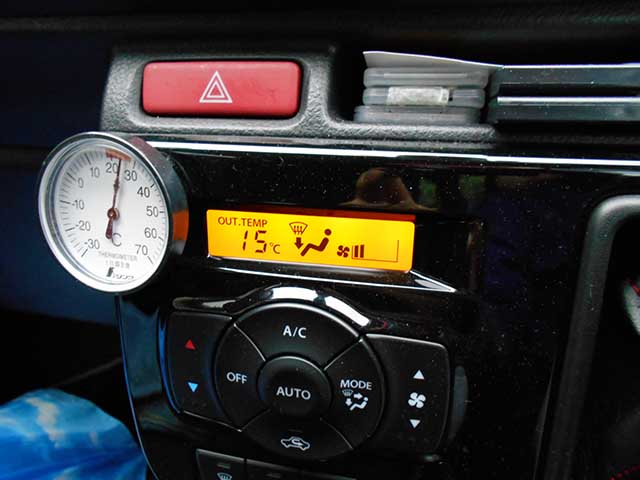 20
30
10
40
0
50
-10
60
-20
70
-30
°C
THERMOMETER
OUT.TEMP
15°C
A/C
OFF
AUTO
MODE